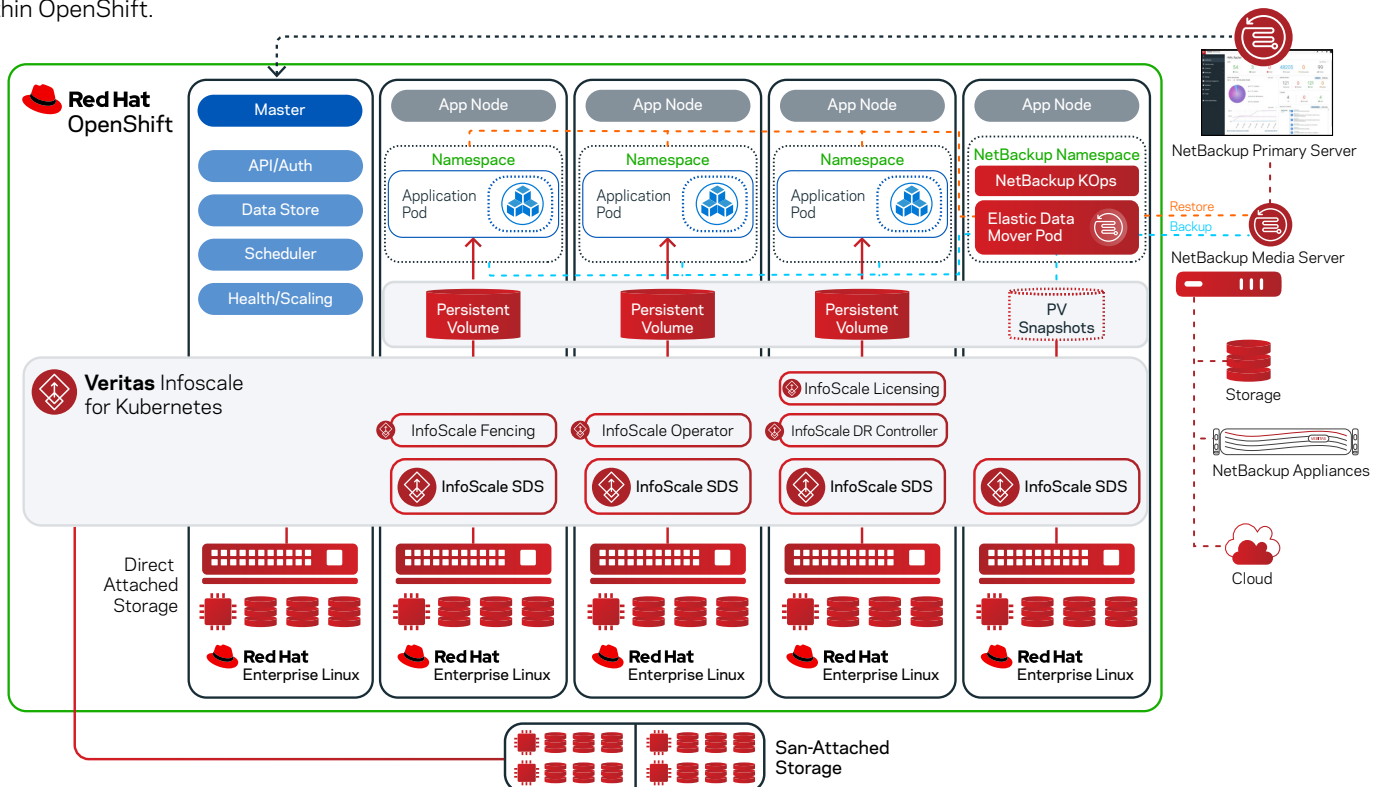 thin OpenShift.
Red Hat
OpenShift
Master
API/Auth
Data Store
Scheduler
Health/Scaling
App Node
App Node
App Node
App Node
Namespace
Namespace
Namespace
NetBackup Namespace
Application
Pod
Application
Pod
Application
Pod
NetBackup KOps
Elastic Data
Mover Pod
Restore
Backup
NetBackup Primary Server
NetBackup Media Server
Persistent
Volume
Persistent
Volume
Persistent
Volume
PV
Snapshots
Veritas Infoscale
for Kubernetes
InfoScale Licensing
InfoScale Fencing
InfoScale Operator
InfoScale DR Controller
InfoScale SDS
InfoScale SDS
InfoScale SDS
InfoScale SDS
Storage
VERITAS
NetBackup Appliances
Cloud
Direct
Attached
Storage
Red Hat
Enterprise Linux
Red Hat
Enterprise Linux
Red Hat
Enterprise Linux
Red Hat
Enterprise Linux
Red Hat
Enterprise Linux
San-Attached
Storage